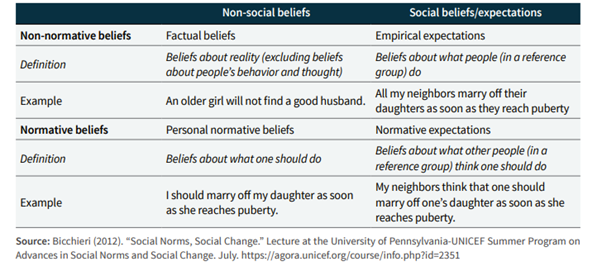 Non-social beliefs Social beliefs/expectations
Non-normative beliefs Factual beliefs Empirical expectations
Definition Beliefs about reality (excluding beliefs about people's behavior and thought) Beliefs about what people (in a reference group) do
Example An older girl will not find a good husband. All my neighbors marry off their daughters as soon as they reach puberty
Normative beliefs Personal normative beliefs Normative expectations
Definition Beliefs about what one should do Beliefs about what other people (in a reference group) think one should do
Example I should marry off my daughter as soon as she reaches puberty. My neighbors think that one should marry off one's daughter as soon as she reaches puberty.
Source: Bicchieri (2012). “Social Norms, Social Change.” Lecture at the University of Pennsylvania-UNICEF Summer Program on
Advances in Social Norms and Social Change. July. https://agora.unicef.org/course/info.php?id=2351